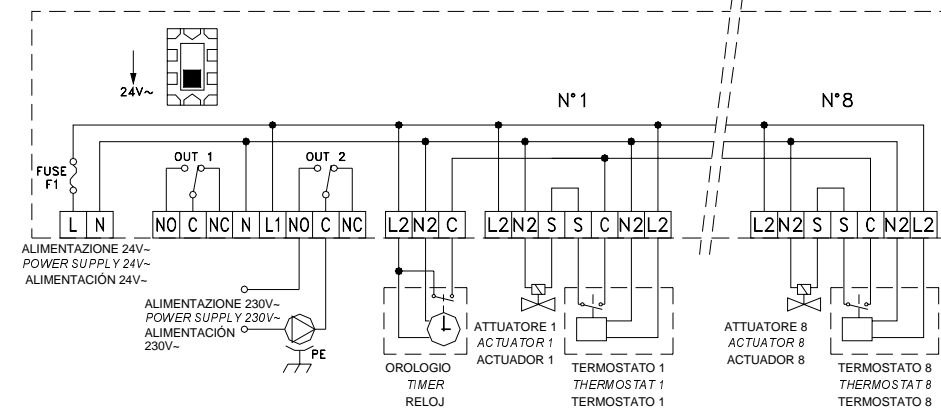 24V~
N°1
N°8
FUSE
F1
OUT 1
OUT 2
L N
NO C NC N L1 NO C NC
L2 N2 C
L2 N2 S S C N2 L2
L2 N2 S S C N2 L2
ALIMENTAZIONE 24V~
POWER SUPPLY 24V~
ALIMENTACIÓN 24V~
ALIMENTAZIONE 230V~
POWER SUPPLY 230V~
ALIMENTACIÓN
230V~
PE
OROLOGIO
TIMER
RELOJ
ATTUATORE 1
ACTUATOR 1
ACTUADOR 1
TERMOSTATO 1
THERMOSTAT 1
TERMOSTATO 1
ATTUATORE 8
ACTUATOR 8
ACTUADOR 8
TERMOSTATO 8
THERMOSTAT 8
TERMOSTATO 8